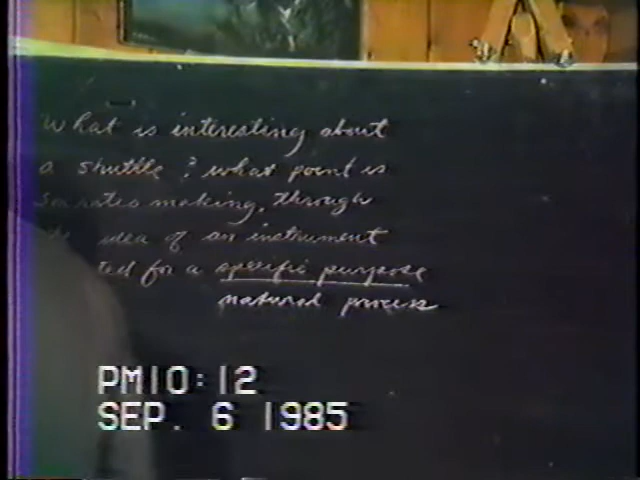 What is interesting about
a shuttle ? what point is
Socrates making, through
the idea of an instrument
ted for a specific purpose
natural process
PM10:12
SEP. 6 1985